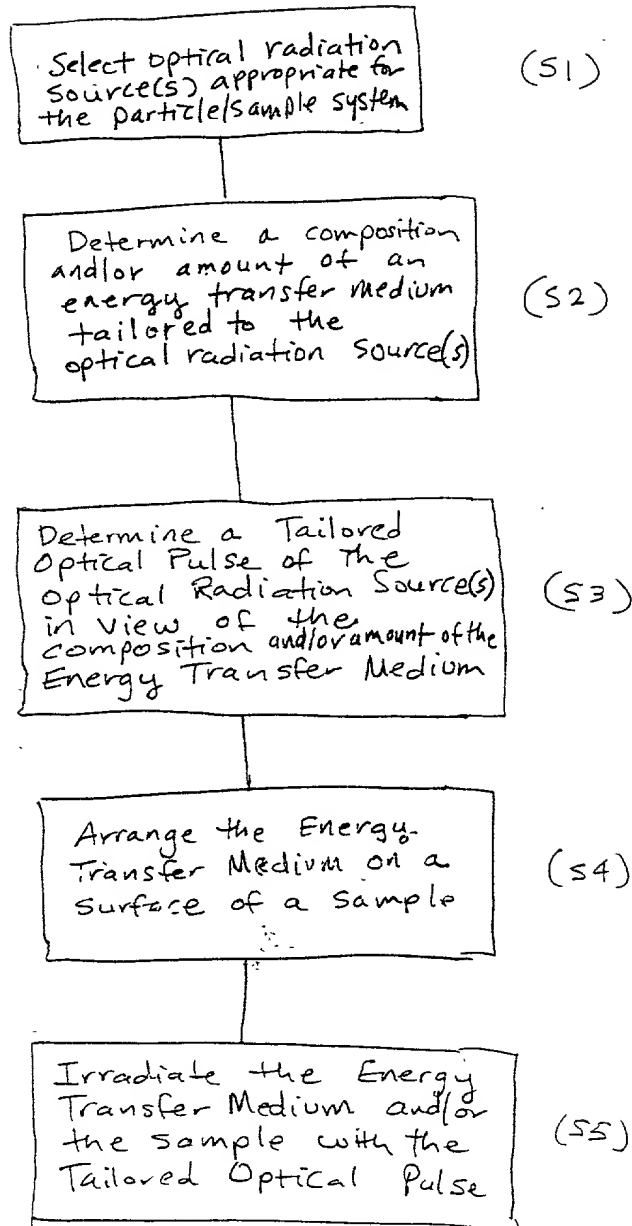 Select optical radiation
source(s) appropriate for
the particle/sample system
(S1)
Determine a composition
and/or amount of an
energy transfer medium
tailored to the
optical radiation source(s)
(S2)
Determine a Tailored
Optical Pulse of The
Optical Radiation Source(s)
in view of the
composition and/or amount of the
Energy Transfer Medium
(S3)
Arrange the Energy
Transfer Medium on a
surface of a sample
(S4)
Irradiate the Energy
Transfer Medium and/or
the sample with the
Tailored Optical Pulse
(S5)